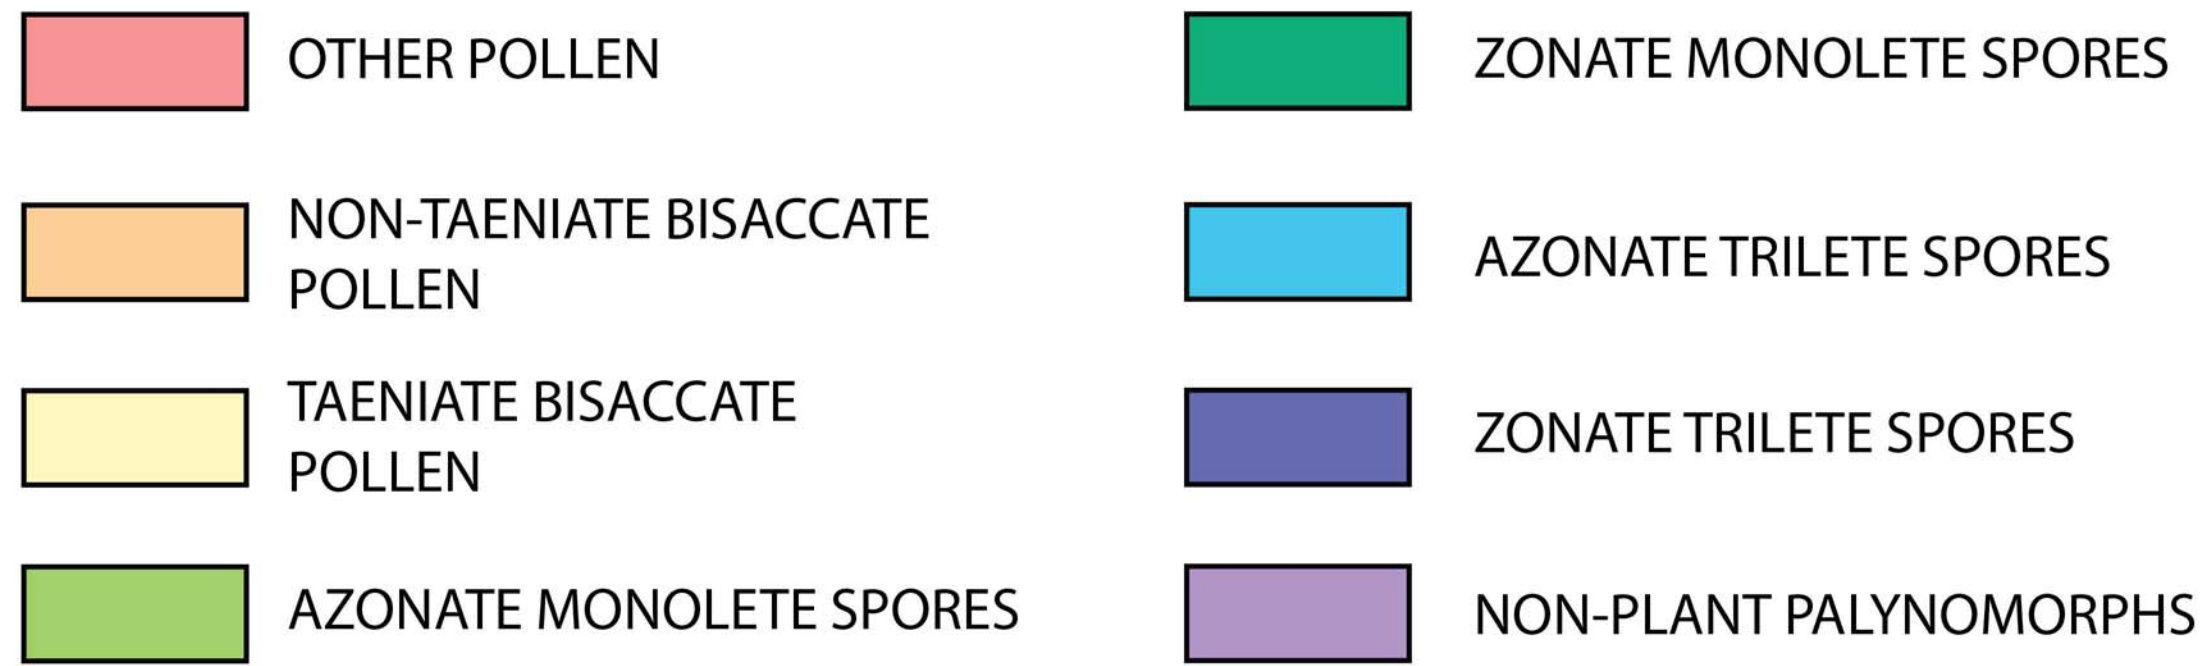 OTHER POLLEN
NON-TAENIATE BISACCATE
POLLEN
TAENIATE BISACCATE
POLLEN
AZONATE MONOLETE SPORES
ZONATE MONOLETE SPORES
AZONATE TRILETE SPORES
ZONATE TRILETE SPORES
NON-PLANT PALYNOMORPHS